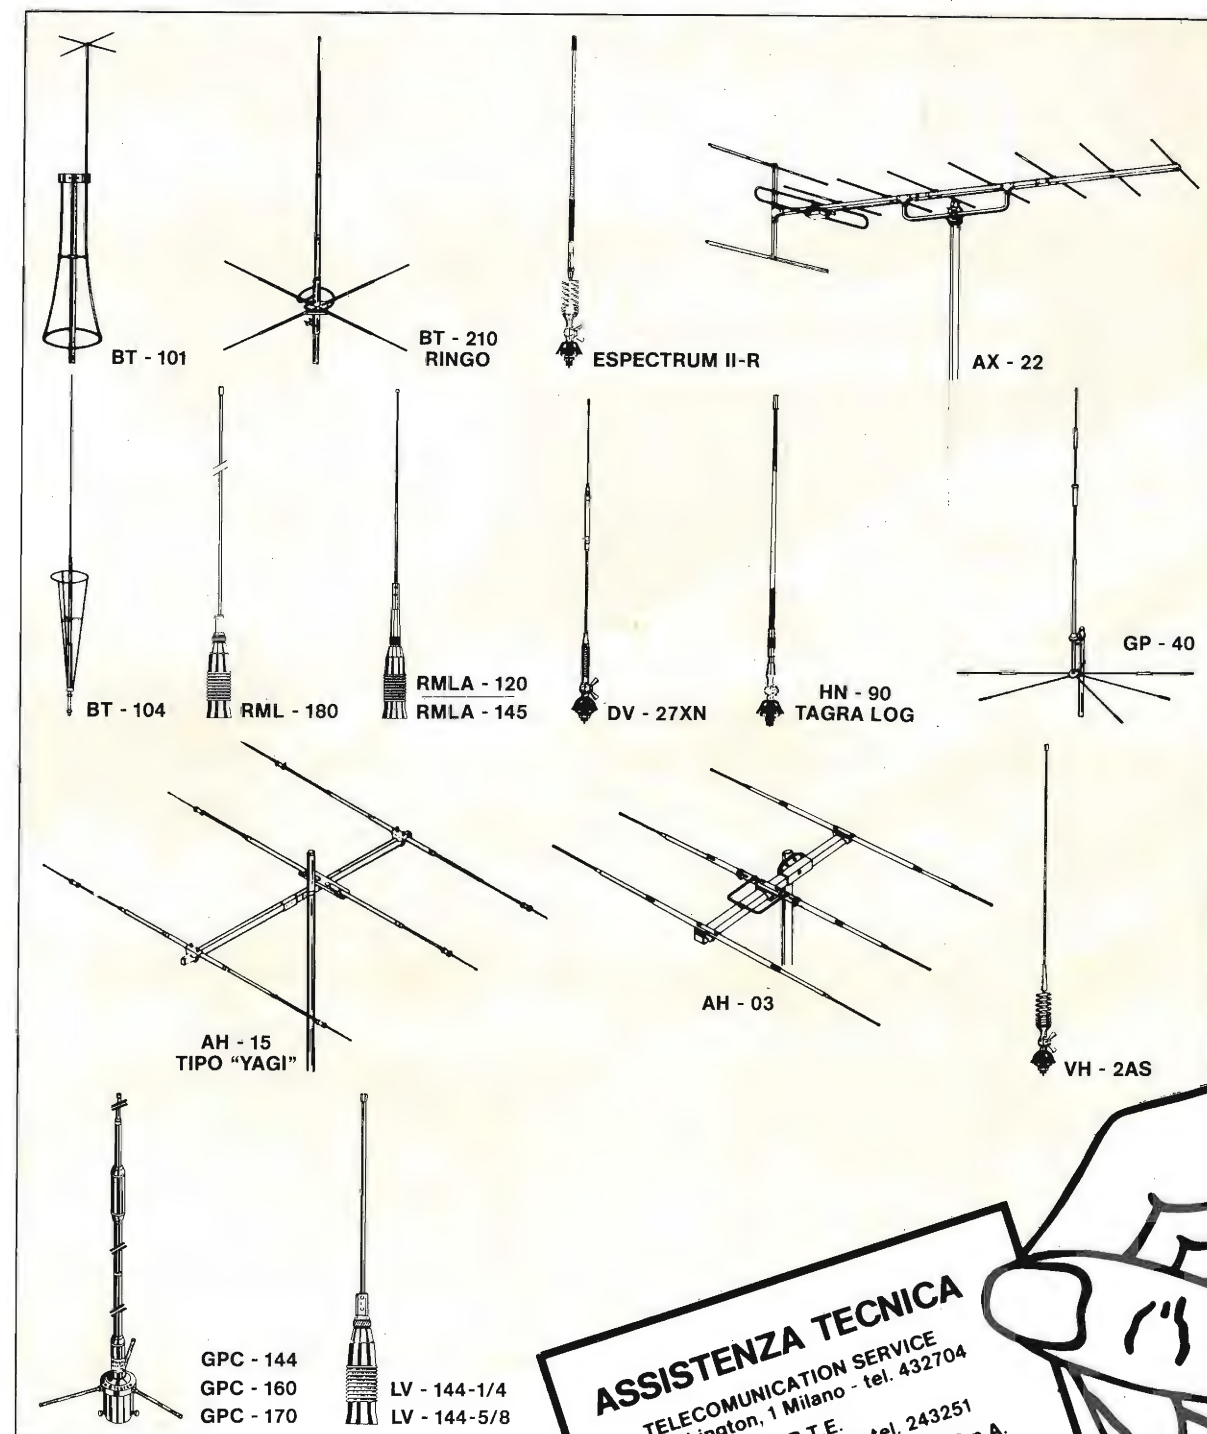 BT - 101
BT - 210
RINGO
ESPECTRUM II-R
AX - 22
BT - 104
RML - 180
RMLA - 120
RMLA - 145
DV - 27XN
HN - 90
TAGRA LOG
GP - 40
AH - 15
TIPO “YAGI”
AH - 03
VH - 2AS
GPC - 144
GPC - 160
GPC - 170
LV - 144-1/4
LV - 144-5/8
ASSISTENZA TECNICA
TELECOMUNICATION SERVICE
1 Milano - tel. 432704
tel. 243251